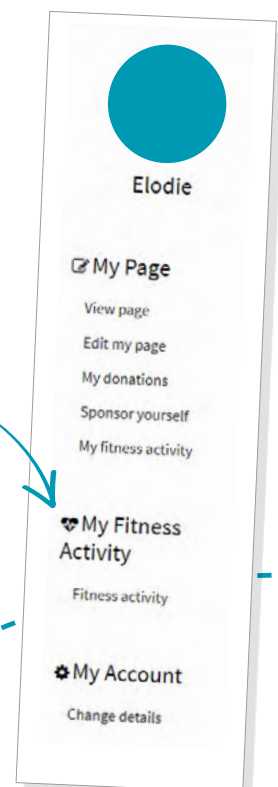 Elodie
My Page
View page
Edit my page
My donations
Sponsor yourself
My fitness activity
My Fitness
Activity
Fitness activity
My Account
Change details